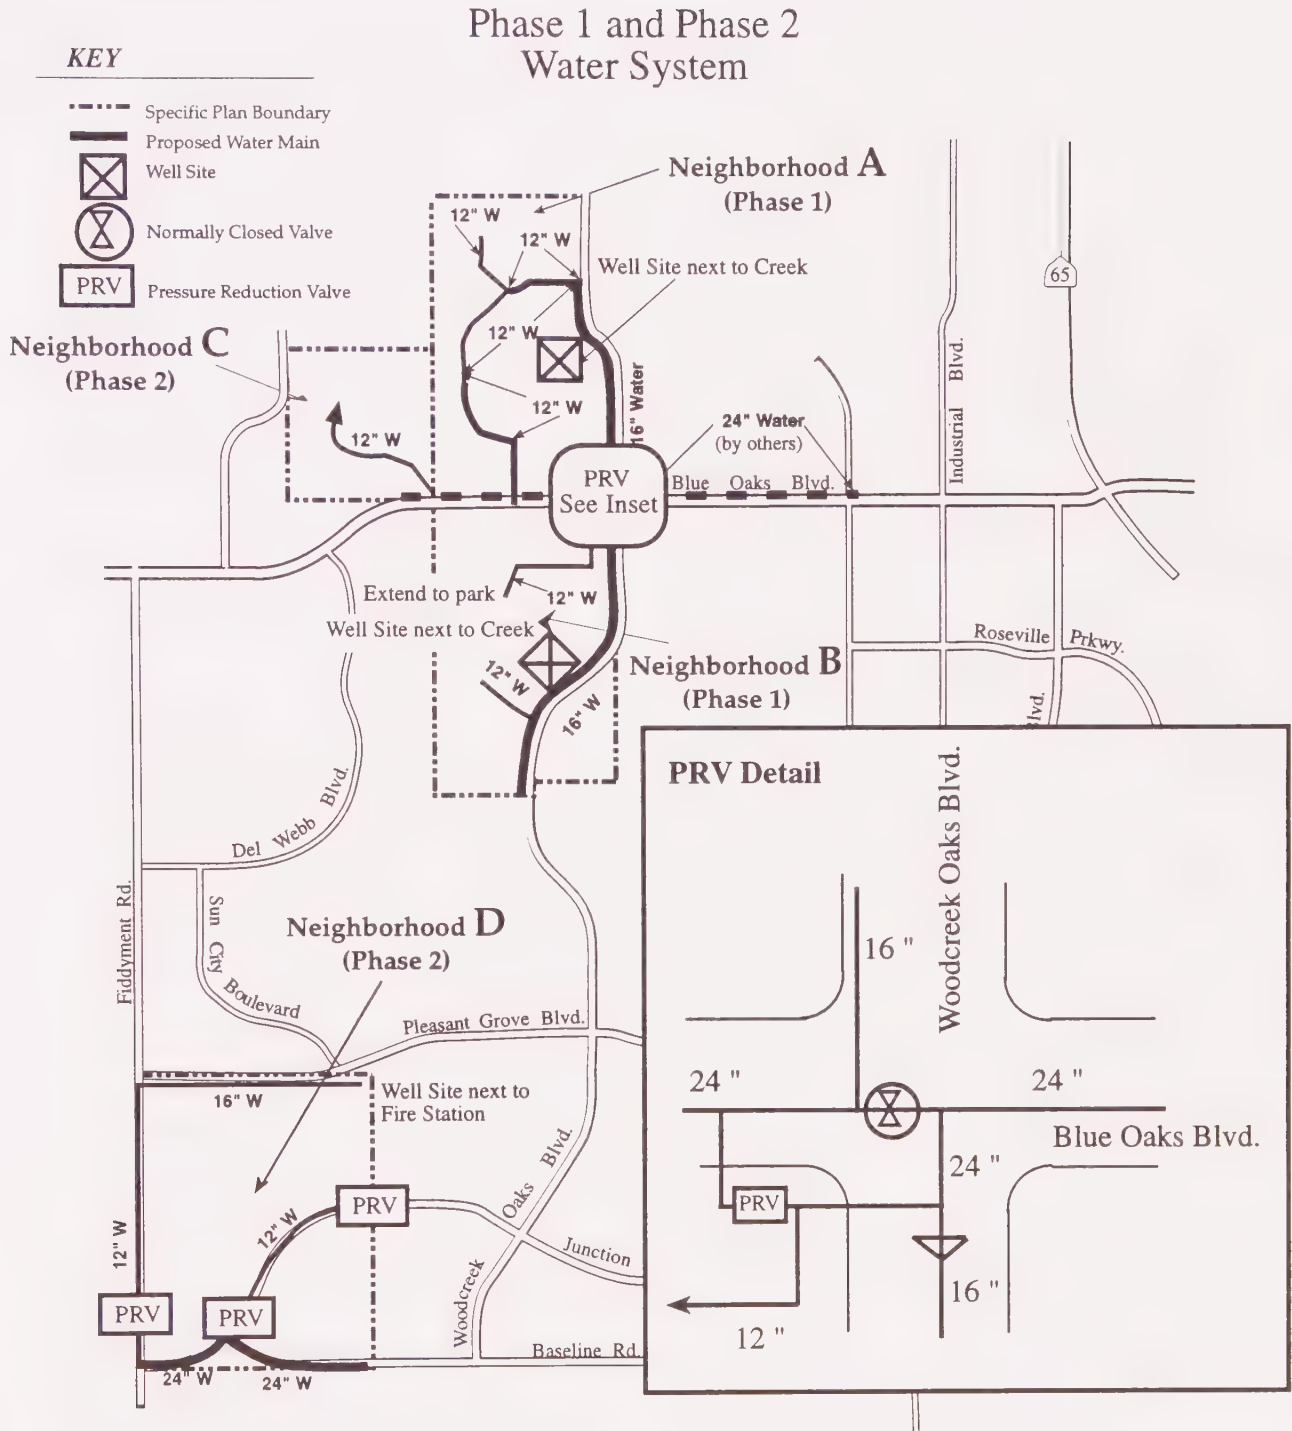 Phase 1 and Phase 2
Water System
KEY
Specific Plan Boundary
Proposed Water Main
Well Site
Normally Closed Valve
PRV
Pressure Reduction Valve
Neighborhood A
(Phase 1)
12" W
12" W
Well Site next to Creek
65
Neighborhood C
(Phase 2)
12" W
12" W
12" W
16" Water
24" Water
(by others)
Industrial Blvd.
PRV
See Inset
Blue Oaks Blvd.
Extend to park
12" W
Well Site next to Creek
Roseville Prkwy.
Neighborhood B
(Phase 1)
12" W
16" W
lvd.
PRV Detail
Woodcreek Oaks Blvd.
16 "
24 "
24 "
Blue Oaks Blvd.
24 "
PRV
16 "
12 "
Del Webb Blvd.
Fiddyment Rd.
Sun City Boulevard
Neighborhood D
(Phase 2)
Pleasant Grove Blvd.
16" W
Well Site next to
Fire Station
12" W
12" W
PRV
PRV
PRV
Woodcreek Oaks Blvd.
Junction
Baseline Rd.
24" W
24" W